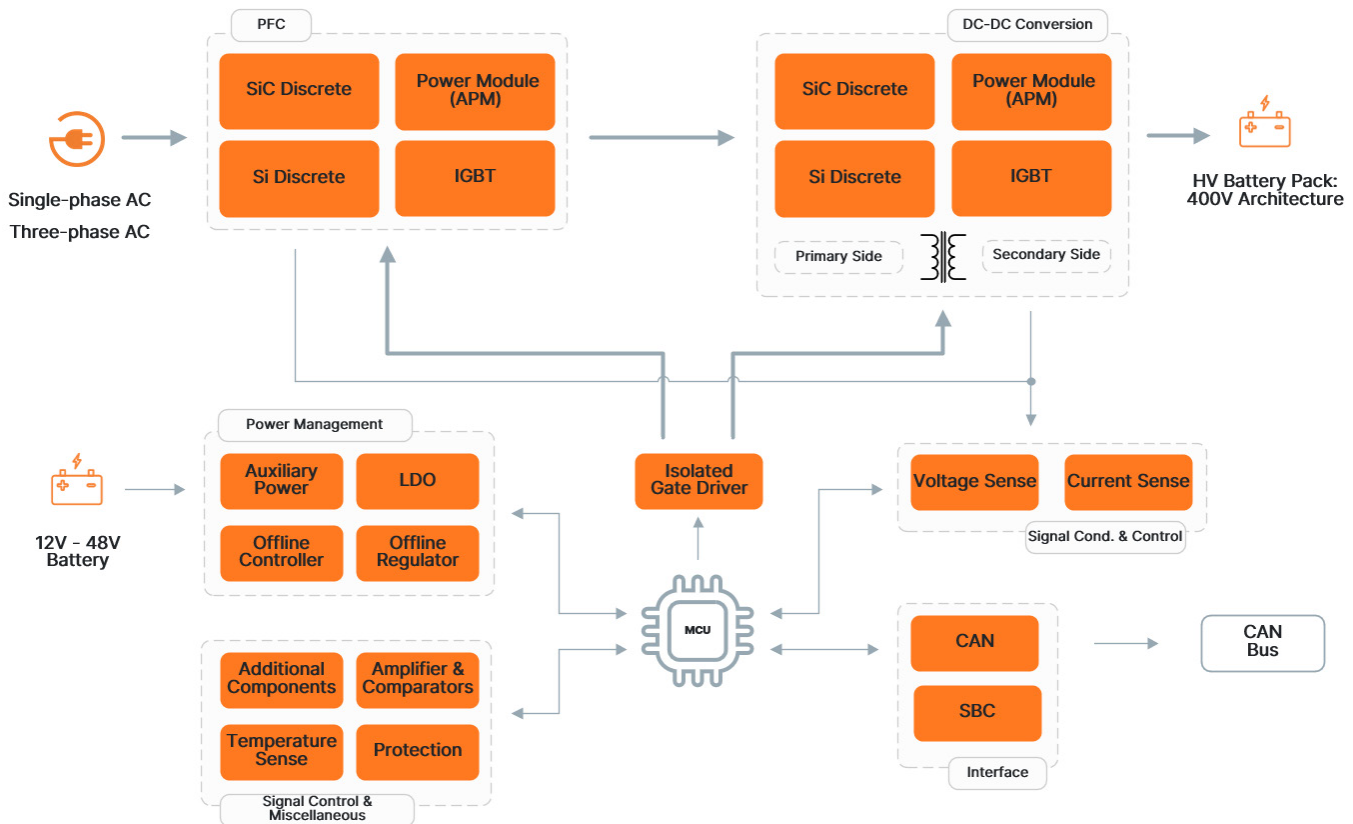 PFC
SiC Discrete
Power Module
(APM)
Si Discrete
IGBT
DC-DC Conversion
SiC Discrete
Power Module
(APM)
Si Discrete
IGBT
Primary Side
Secondary Side
Single-phase AC
Three-phase AC
HV Battery Pack:
400V Architecture
Power Management
Auxiliary
Power
LDO
Offline
Controller
Offline
Regulator
12V - 48V
Battery
Isolated
Gate Driver
Voltage Sense
Current Sense
Signal Cond. & Control
MCU
Additional
Components
Amplifier &
Comparators
Temperature
Sense
Protection
Signal Control &
Miscellaneous
CAN
SBC
Interface
CAN
Bus